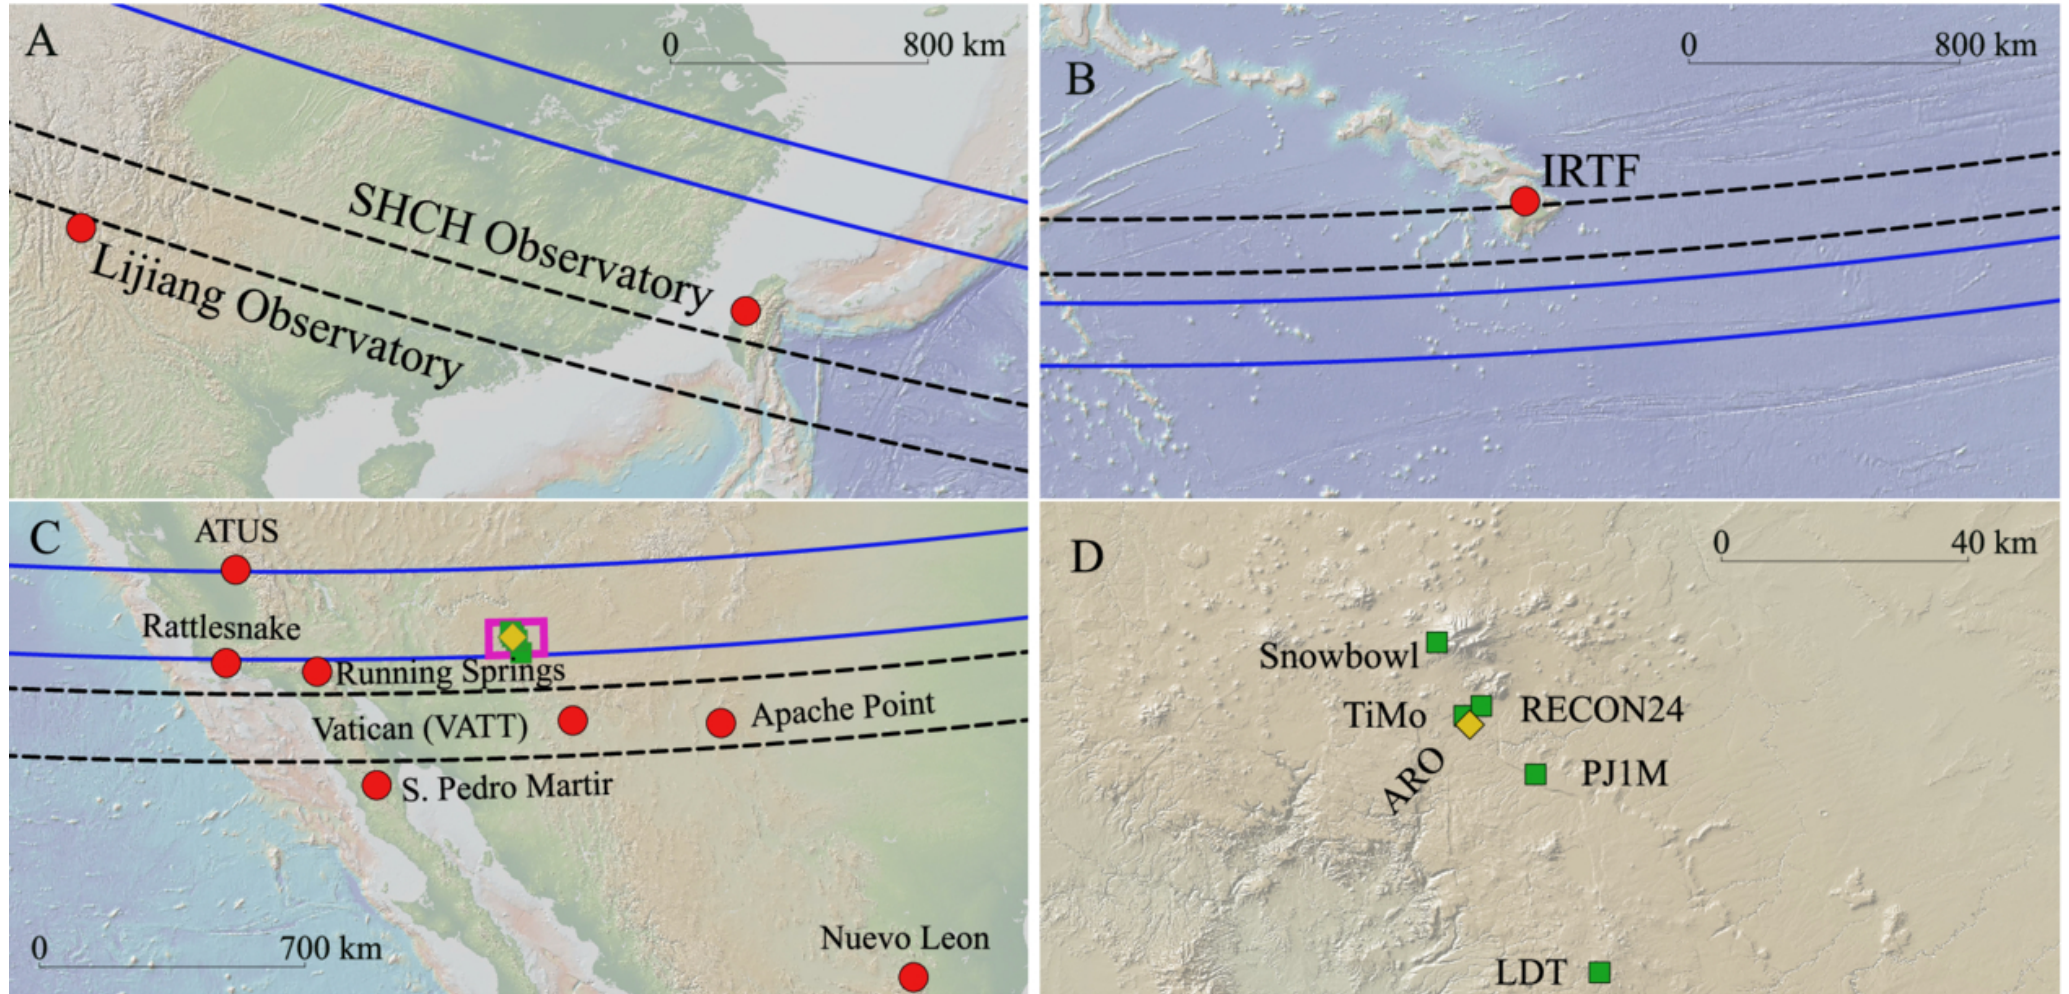 A
0
800 km
SHCH Observatory
Lijiang Observatory
B
0
800 km
IRTF
C
ATUS
Rattlesnake
Running Springs
Vatican (VATT)
Apache Point
S. Pedro Martir
0
700 km
Nuevo Leon
D
0
40 km
Snowbowl
TiMo
RECON24
ARO
PJ1M
LDT